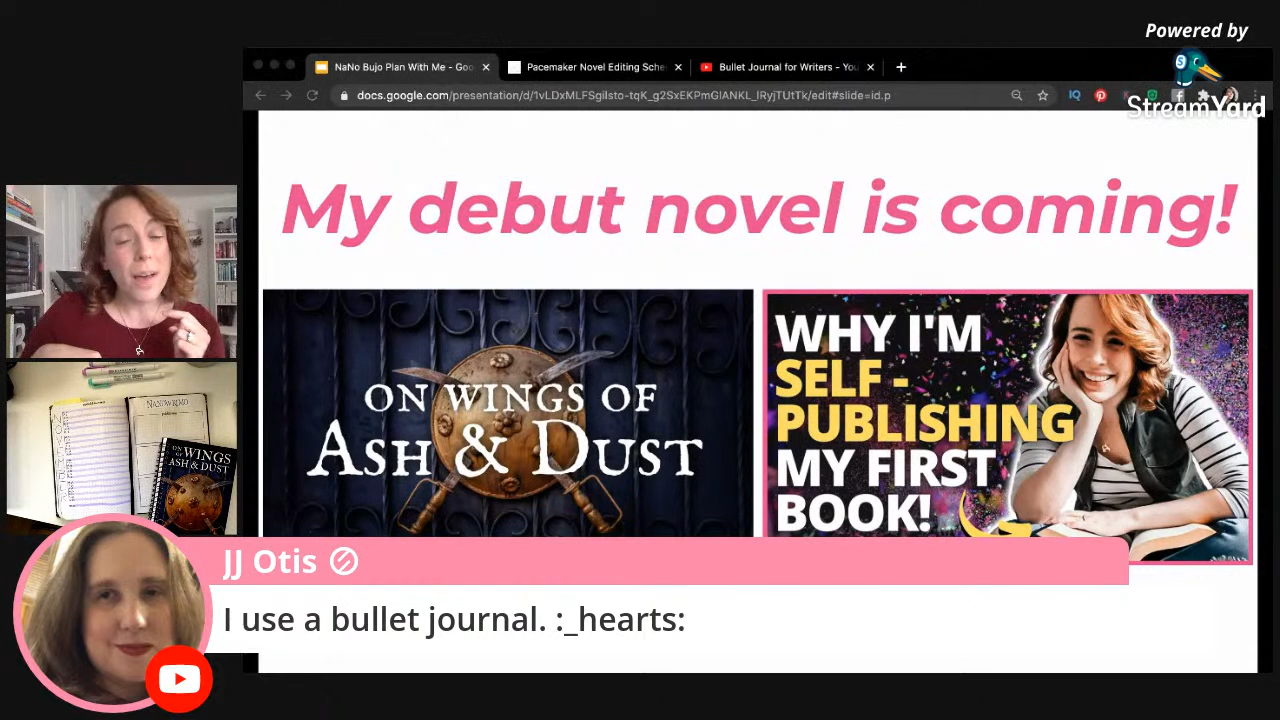 Powered by
StreamYard
NaNo Bujo Plan With Me - Goo
Pacemaker Novel Editing Sche
Bullet Journal for Writers - You
docs.google.com/presentation/d/1vLDxMLFSgiIsto-tqK_g2SxEKPmGlANKL_lRyjTUtTk/edit#slide=id.p
IQ
My debut novel is coming!
ON WINGS OF
ASH & DUST
WHY I'M
SELF-
PUBLISHING
MY FIRST
BOOK!
NANOWRIMO
ON WINGS
OF
ASH & DUST
JJ Otis
I use a bullet journal. :_hearts: